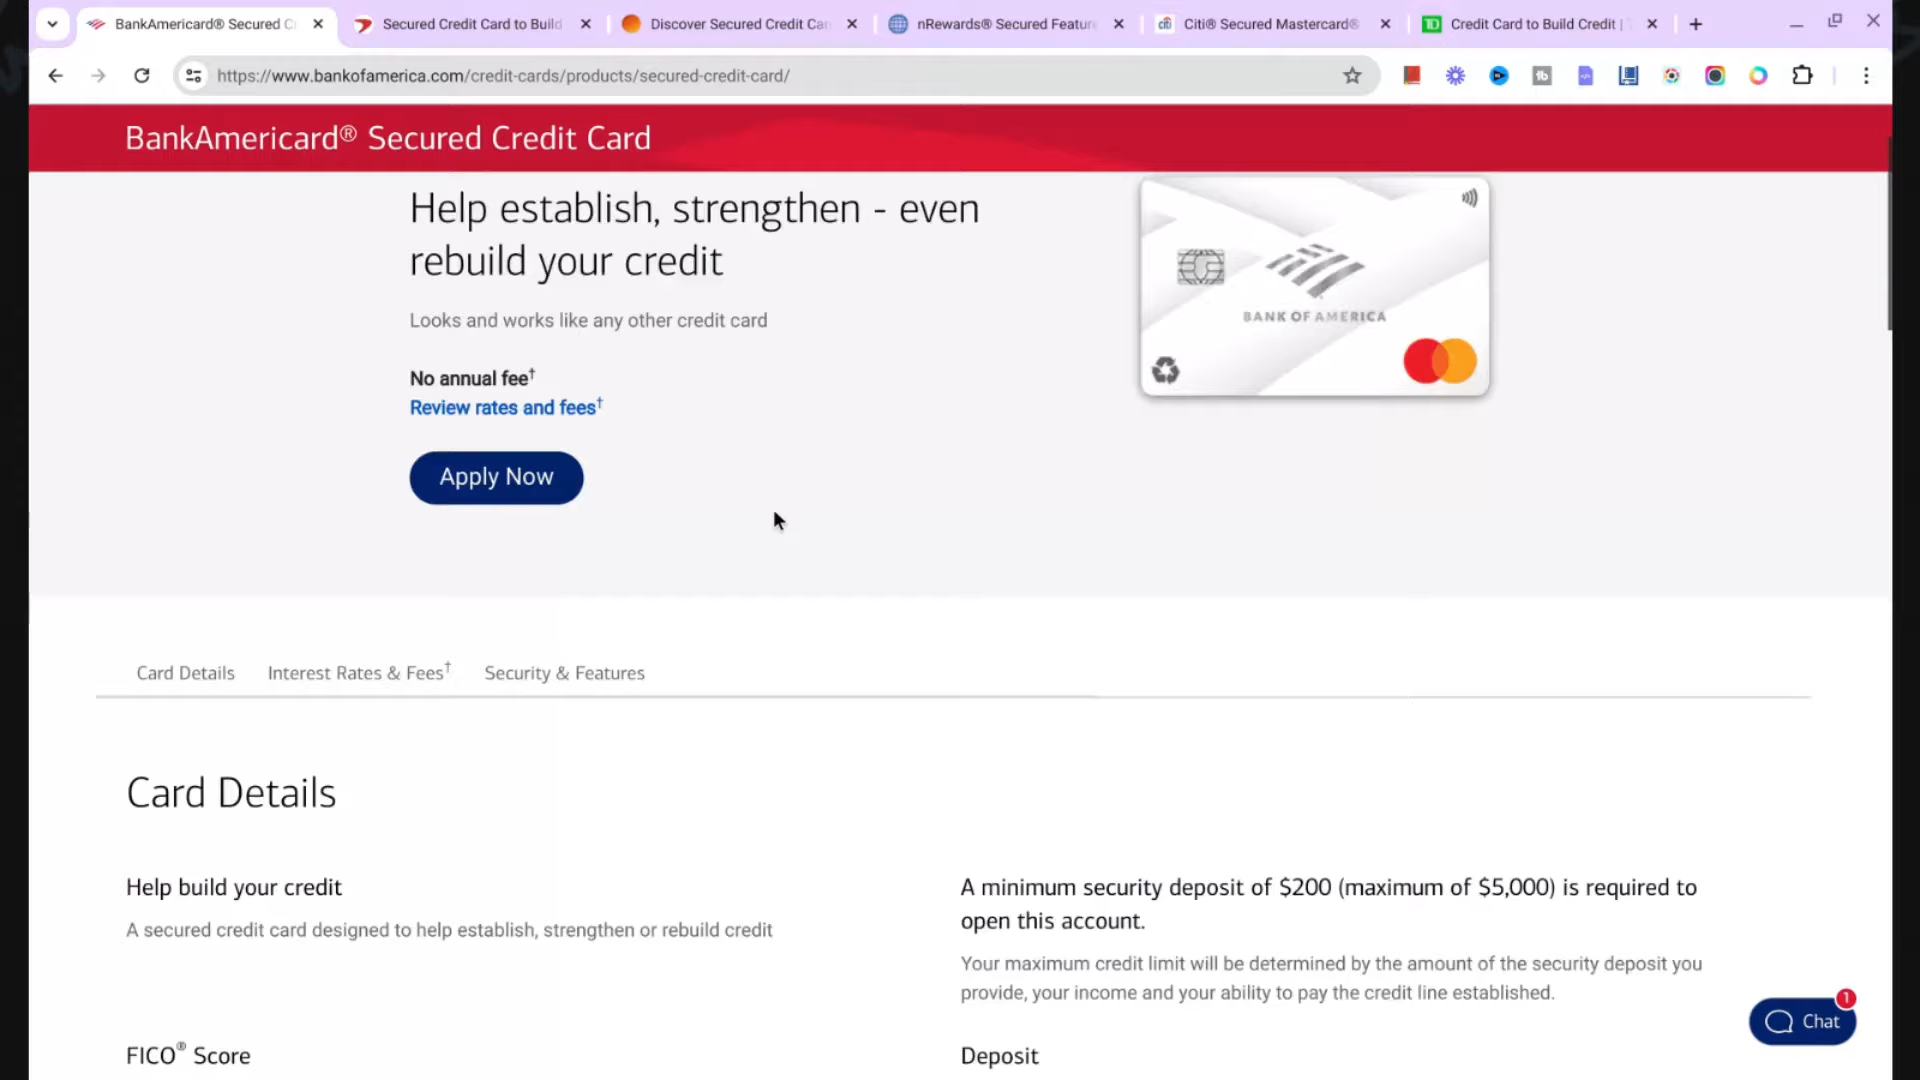 BankAmericard® Secured C
Secured Credit Card to Build
Discover Secured Credit Car
nRewards® Secured Featur
Citi® Secured Mastercard®
Credit Card to Build Credit |
https://www.bankofamerica.com/credit-cards/products/secured-credit-card/
BankAmericard® Secured Credit Card
Help establish, strengthen - even
rebuild your credit
Looks and works like any other credit card
No annual fee†
Review rates and fees†
Apply Now
BANK OF AMERICA
Card Details
Interest Rates & Fees†
Security & Features
Card Details
Help build your credit
A secured credit card designed to help establish, strengthen or rebuild credit
A minimum security deposit of $200 (maximum of $5,000) is required to
open this account.
Your maximum credit limit will be determined by the amount of the security deposit you
provide, your income and your ability to pay the credit line established.
FICO® Score
Deposit
1
Chat